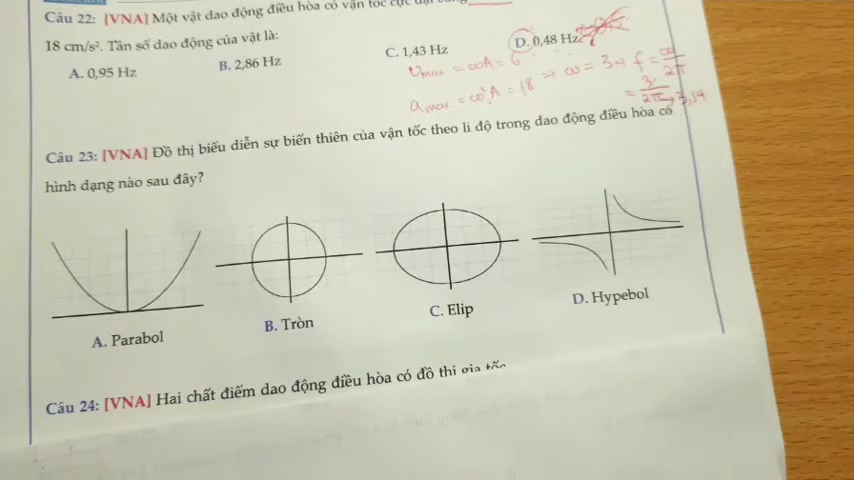 Câu 22: [VNA] Một vật dao động điều hòa có vận tốc cực đại
18 cm/s². Tần số dao động của vật là:
A. 0,95 Hz B. 2,86 Hz C. 1,43 Hz D. 0,48 Hz
v max = ωA = 6
a max = ω²A = 18 → ω = 3 → f = ω/2π
= 3/2π → 3,14
Câu 23: [VNA] Đồ thị biểu diễn sự biến thiên của vận tốc theo li độ trong dao động điều hòa có
hình dạng nào sau đây?
A. Parabol B. Tròn C. Elip D. Hypebol
Câu 24: [VNA] Hai chất điểm dao động điều hòa có đồ thị gia tốc